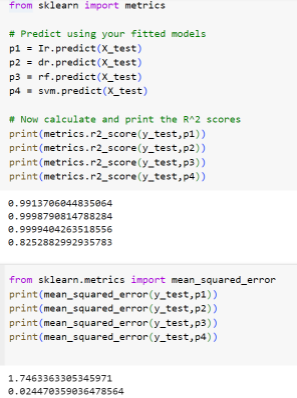 from sklearn import metrics
# Predict using your fitted models
p1 = Ir.predict(X_test)
p2 = dr.predict(X_test)
p3 = rf.predict(X_test)
p4 = svm.predict(X_test)
# Now calculate and print the R^2 scores
print(metrics.r2_score(y_test,p1))
print(metrics.r2_score(y_test,p2))
print(metrics.r2_score(y_test,p3))
print(metrics.r2_score(y_test,p4))
0.9913706044835064
0.9998790814788284
0.9999404263518556
0.8252882992935783
from sklearn.metrics import mean_squared_error
print(mean_squared_error(y_test,p1))
print(mean_squared_error(y_test,p2))
print(mean_squared_error(y_test,p3))
print(mean_squared_error(y_test,p4))
1.7463363305345971
0.024470359036478564